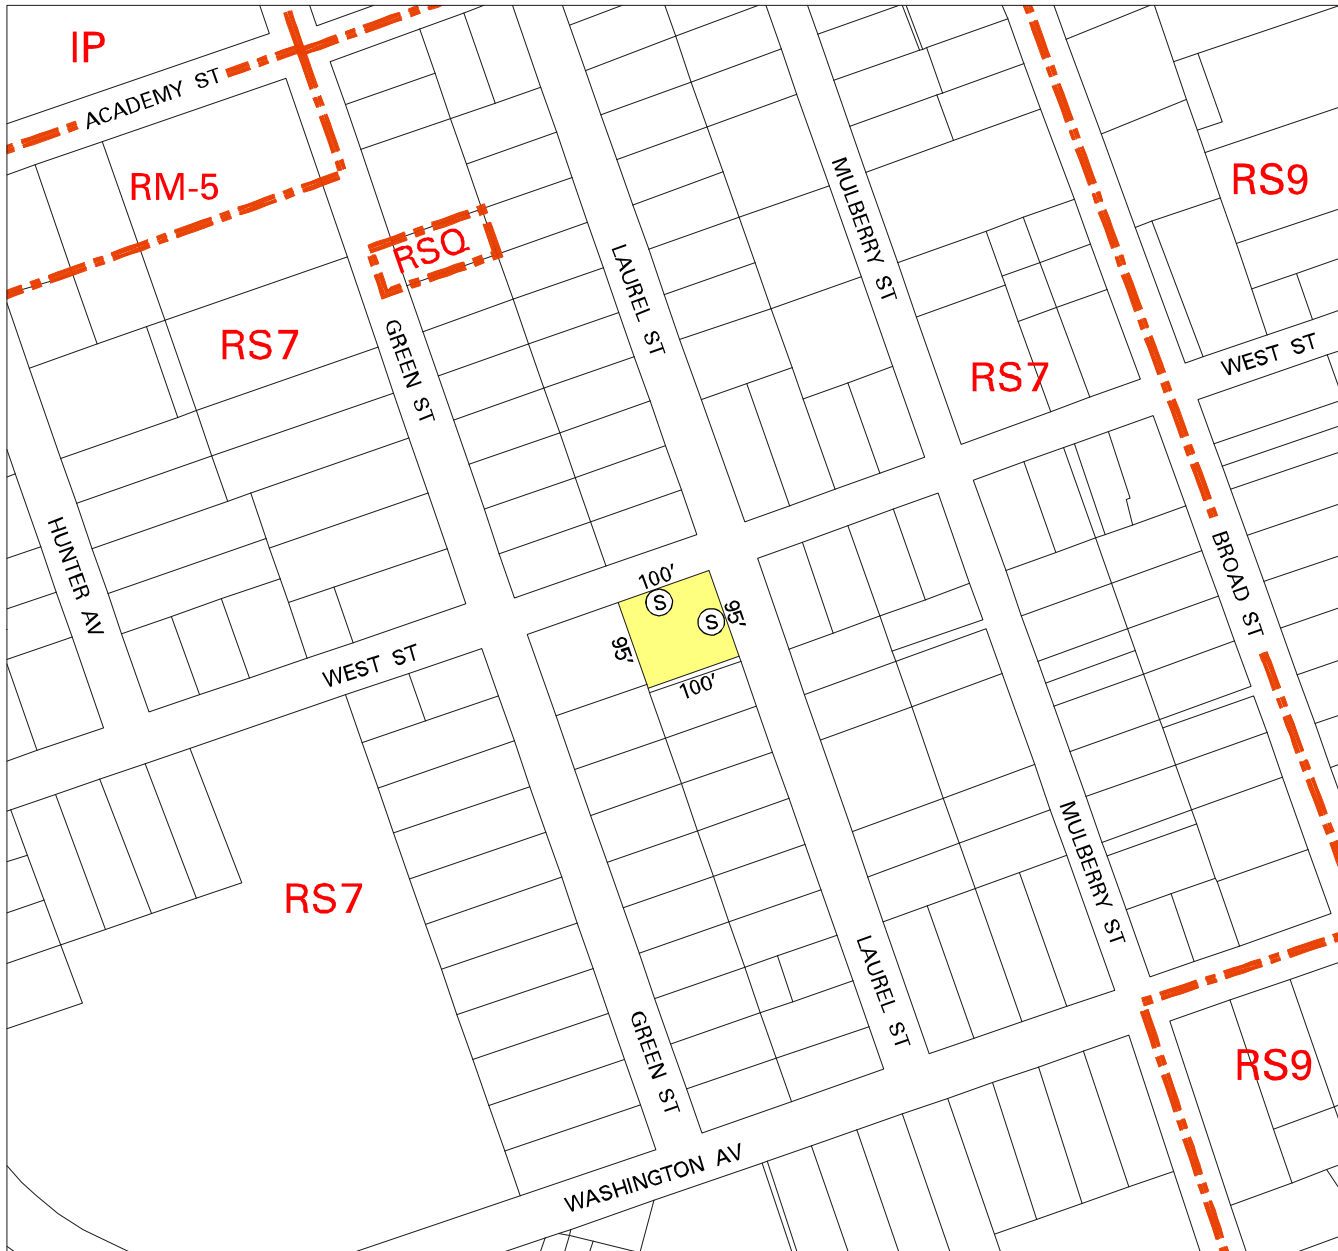 IP
ACADEMY ST
RM-5
RS9
MULBERRY ST
RSQ
LAUREL ST
RS7
GREEN ST
RS7
WEST ST
HUNTER AV
BROAD ST
100'
S
S
95'
95'
100'
WEST ST
RS7
MULBERRY ST
LAUREL ST
GREEN ST
RS9
WASHINGTON AV